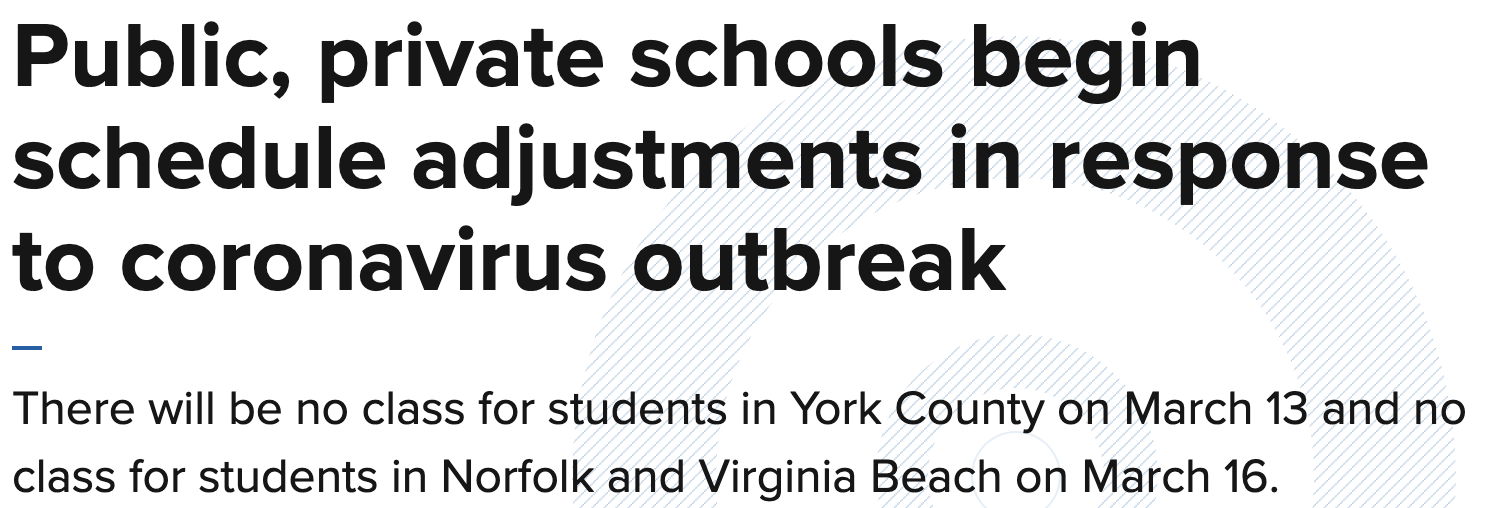 Public, private schools begin
schedule adjustments in response
to coronavirus outbreak
There will be no class for students in York County on March 13 and no
class for students in Norfolk and Virginia Beach on March 16.